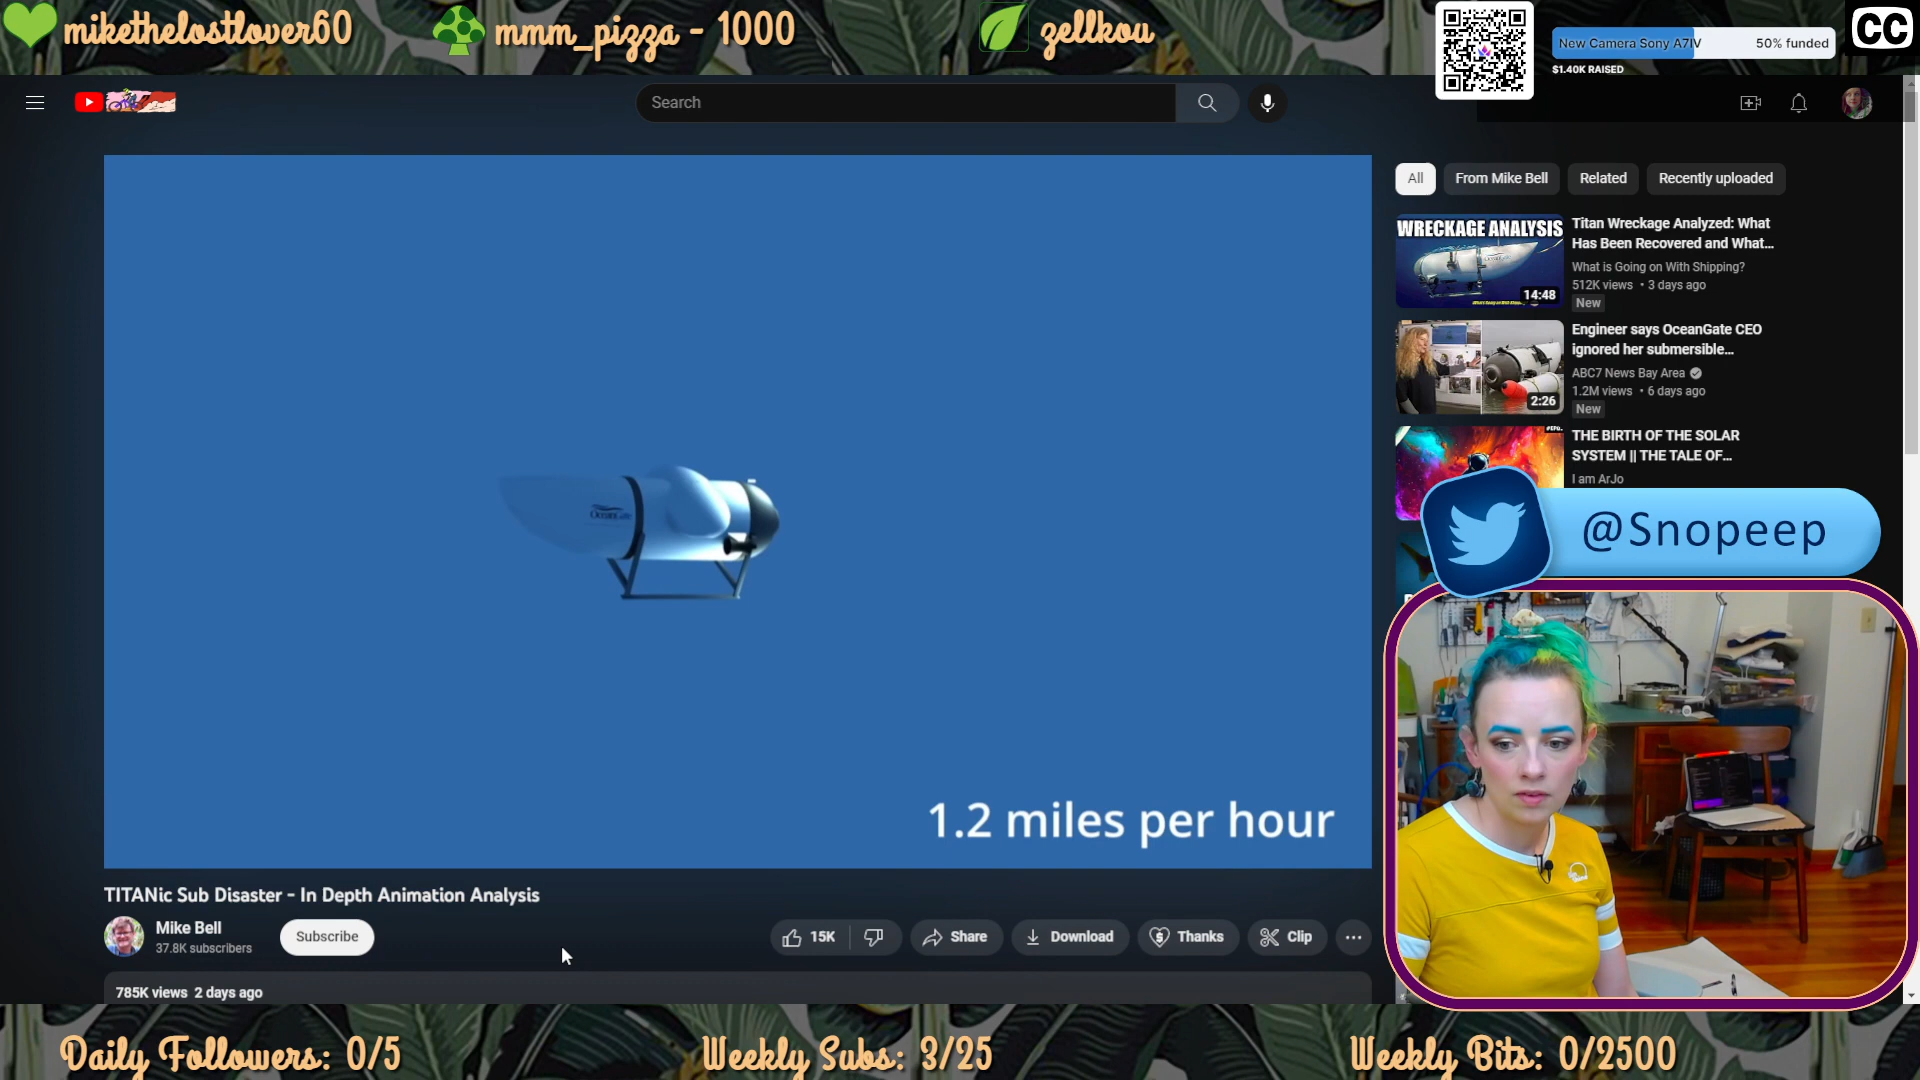 mikethelostlover60
mmm_pizza - 1000
zellkou
New Camera Sony A7IV
50% funded
$1.40K RAISED
CC
Search
All
From Mike Bell
Related
Recently uploaded
WRECKAGE ANALYSIS
14:48
Titan Wreckage Analyzed: What
Has Been Recovered and What...
What is Going on With Shipping?
512K views • 3 days ago
New
2:26
Engineer says OceanGate CEO
ignored her submersible...
ABC7 News Bay Area
1.2M views • 6 days ago
New
THE BIRTH OF THE SOLAR
SYSTEM || THE TALE OF...
I am ArJo
@Snopeep
OceanGate
1.2 miles per hour
TITANic Sub Disaster - In Depth Animation Analysis
Mike Bell
37.8K subscribers
Subscribe
15K
Share
Download
Thanks
Clip
785K views 2 days ago
Daily Followers: 0/5
Weekly Subs: 3/25
Weekly Bits: 0/2500